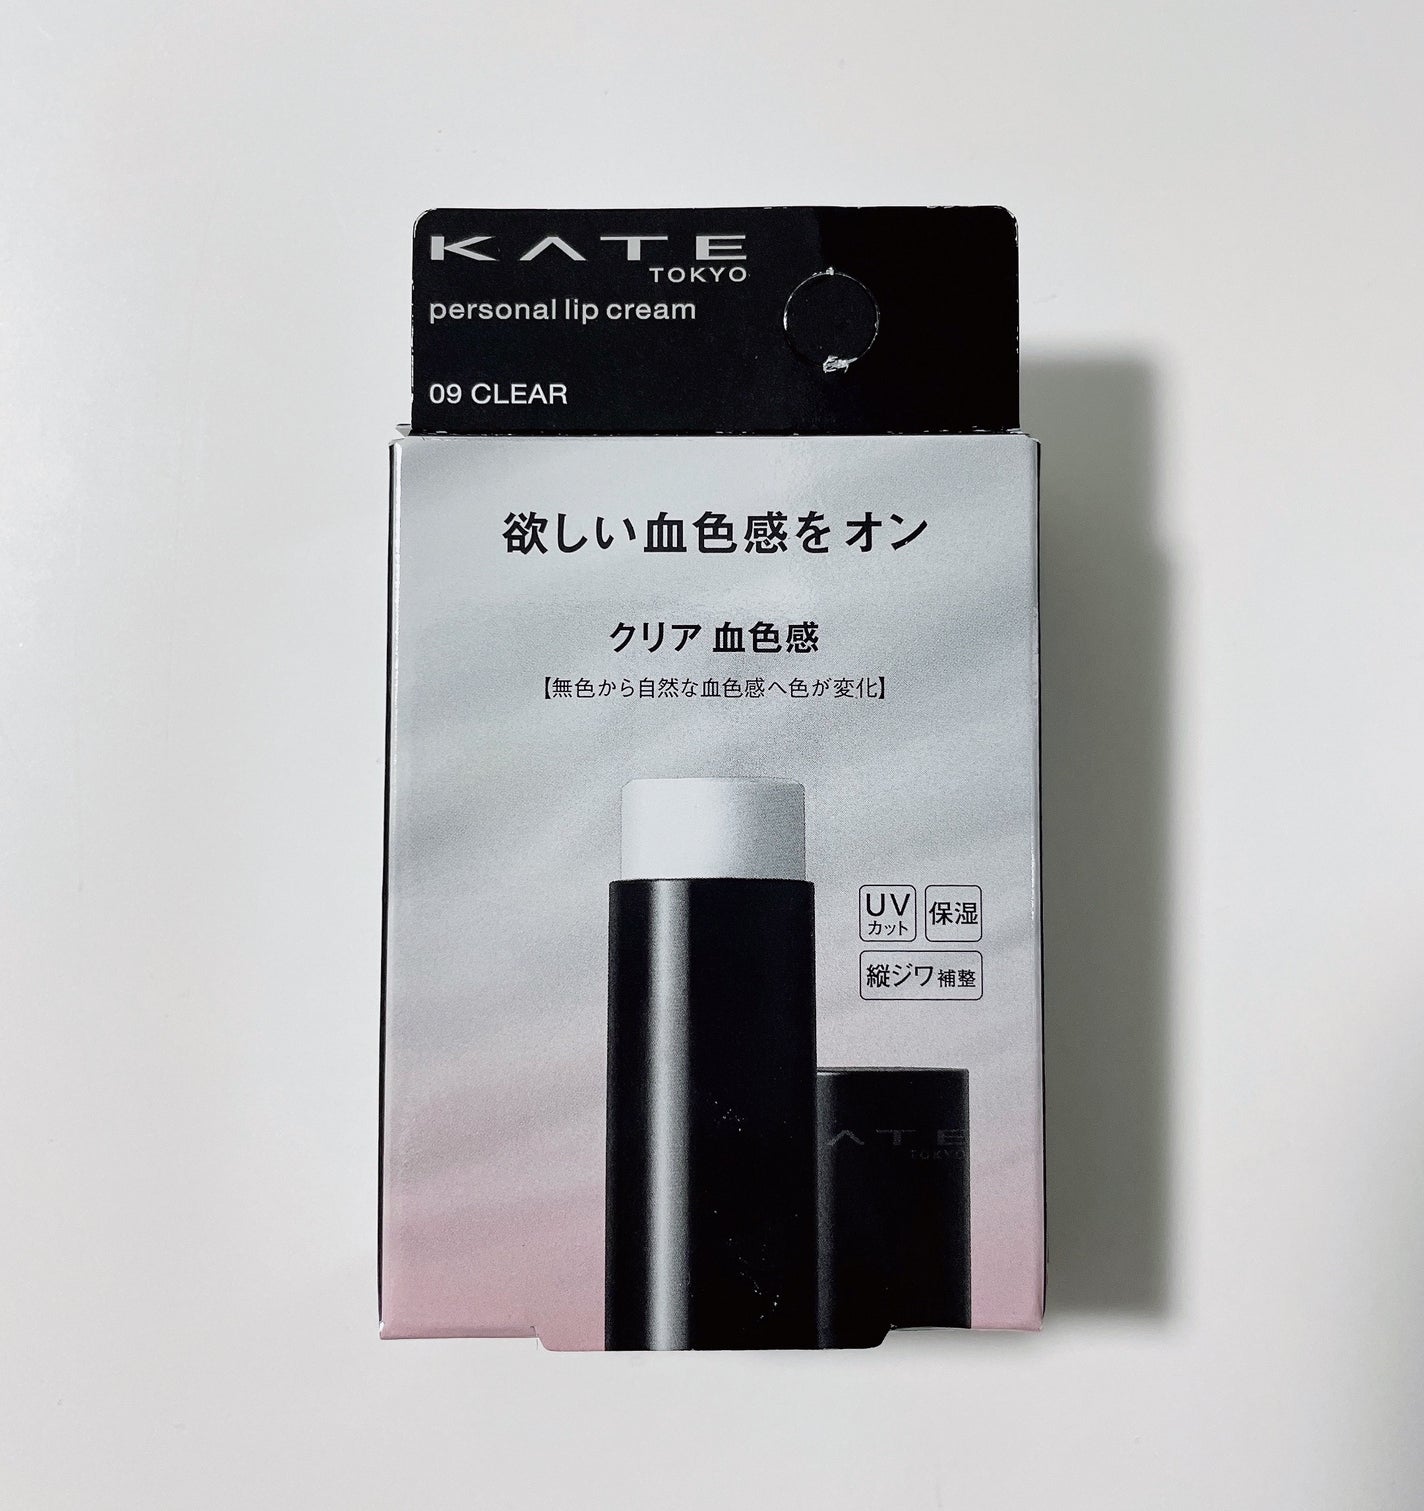 KATE
TOKYO
personal lip cream
09 CLEAR
欲しい血色感をオン
クリア 血色感
【無色から自然な血色感へ色が変化】
UV
カット
保湿
縦ジワ補整
ATE
TOKYO